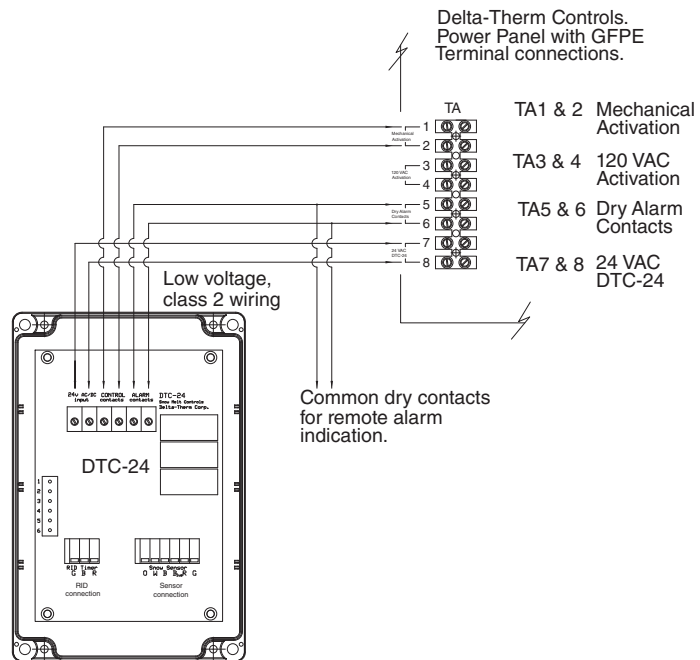 Delta-Therm Controls.
Power Panel with GFPE
Terminal connections.
TA
TA1 & 2 Mechanical
Activation
TA3 & 4 120 VAC
Activation
TA5 & 6 Dry Alarm
Contacts
TA7 & 8 24 VAC
DTC-24
Mechanical
Activation
1
2
120 VAC
Activation
3
4
Dry Alarm
Contacts
5
6
24 VAC
DTC-24
7
8
Low voltage,
class 2 wiring
Common dry contacts
for remote alarm
indication.
24v AC/DC
input
CONTROL
contacts
ALARM
contacts
DTC-24
Snow Melt Controls
Delta-Therm Corp.
DTC-24
1
2
3
4
5
6
RID Timer
G B R
RID
connection
Snow Sensor
O W B R G
Sensor
connection